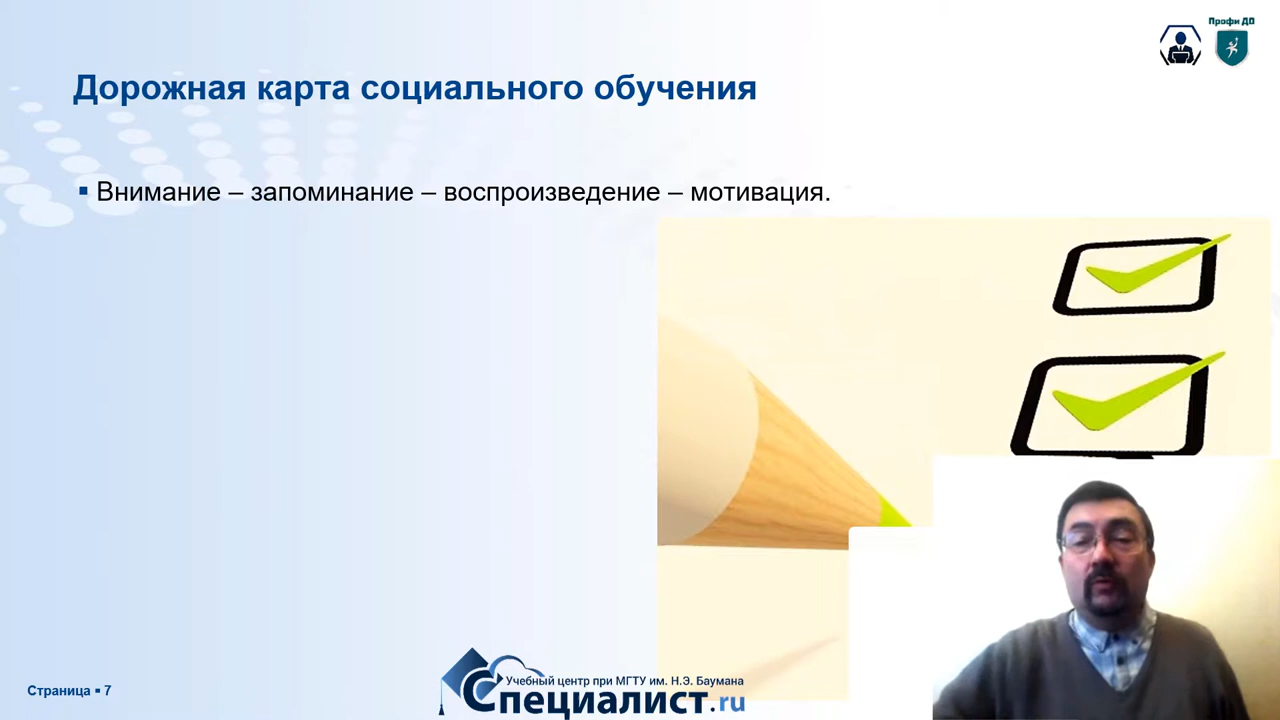 Профи ДО
Дорожная карта социального обучения
Внимание – запоминание – воспроизведение – мотивация.
Учебный центр при МГТУ им. Н.Э. Баумана
Специалист.ru
Страница ▪ 7